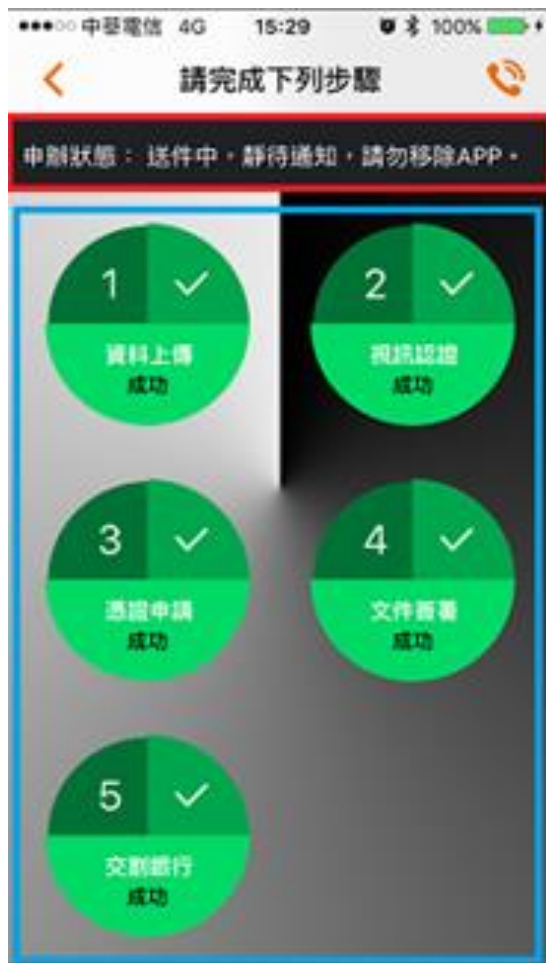 中華電信 4G 15:29 100%
請完成下列步驟
申辦狀態：送件中，靜待通知，請勿移除APP。
1
資料上傳
成功
2
視訊認證
成功
3
憑證申請
成功
4
文件簽署
成功
5
交割銀行
成功